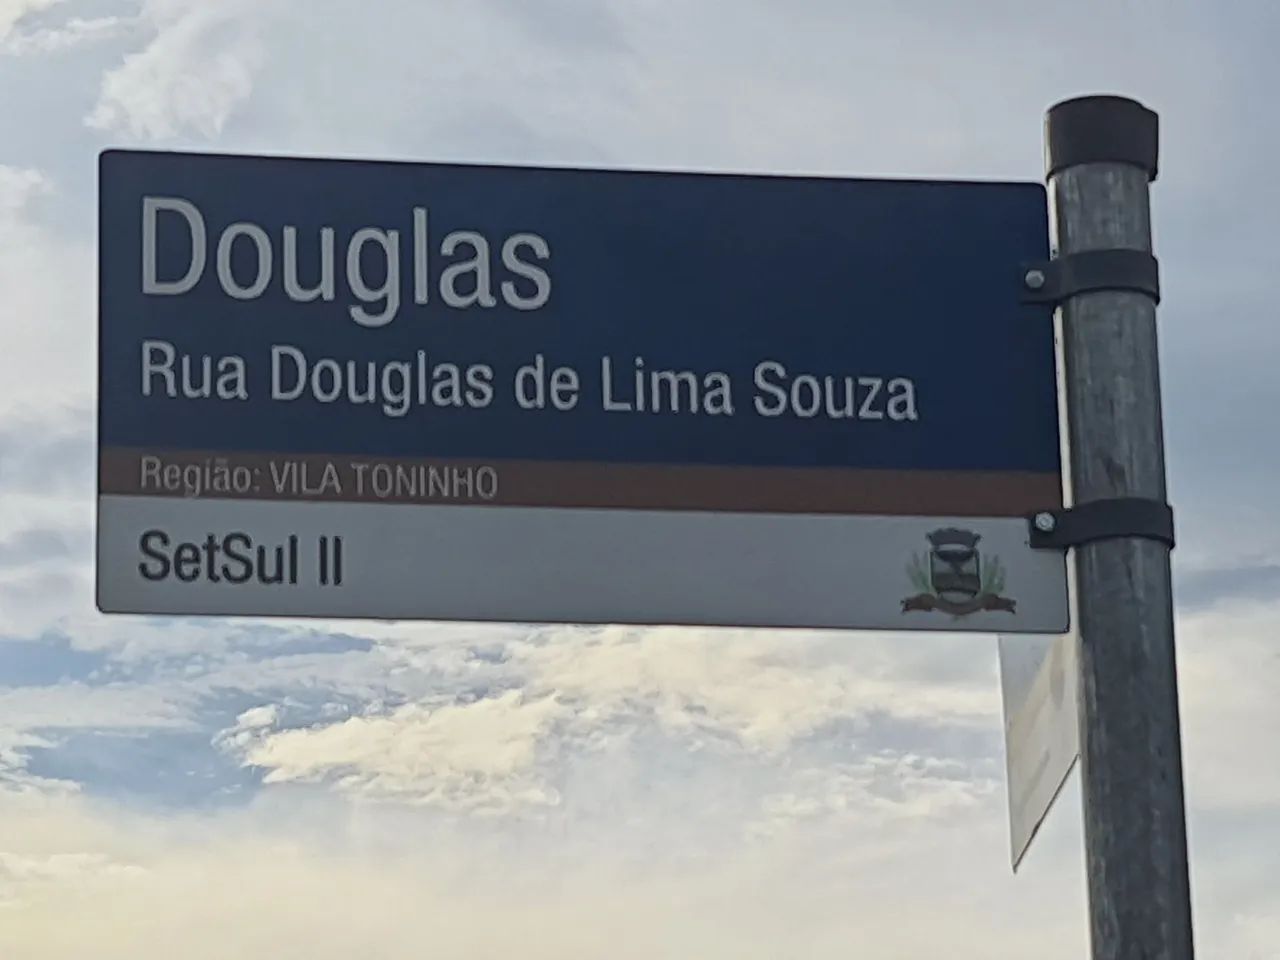 Douglas
Rua Douglas de Lima Souza
Região: VILA TONINHO
SetSul II